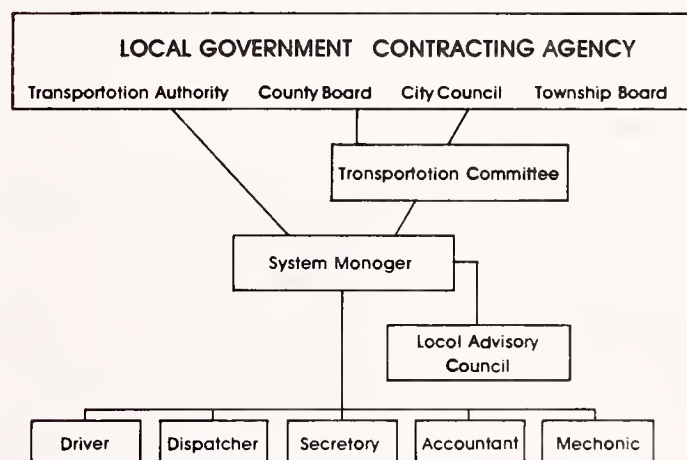 LOCAL GOVERNMENT CONTRACTING AGENCY
Transportotion Authority County Board City Council Township Board
Tronsportotion Committee
System Monoger
Locol Advisory
Council
Driver Dispatcher Secretory Accountant Mechonic